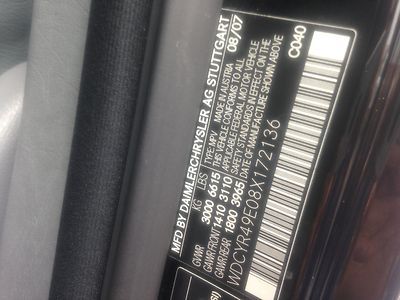 MFD BY DAIMLERCHRYSLER AG STUTTGART
08/07
KG LBS TYPE:MPV MADE IN AUSTRIA
GVWR 3000 6615 THIS VEHICLE CONFORMS TO ALL
GAWR/FRONT 1410 3110 APPLICABLE FEDERAL MOTOR VEHICLE
GAWR/REAR 1800 3965 SAFETY STANDARDS IN EFFECT ON THE
DATE OF MANUFACTURE SHOWN ABOVE
C040
WDCYR49E08X172136